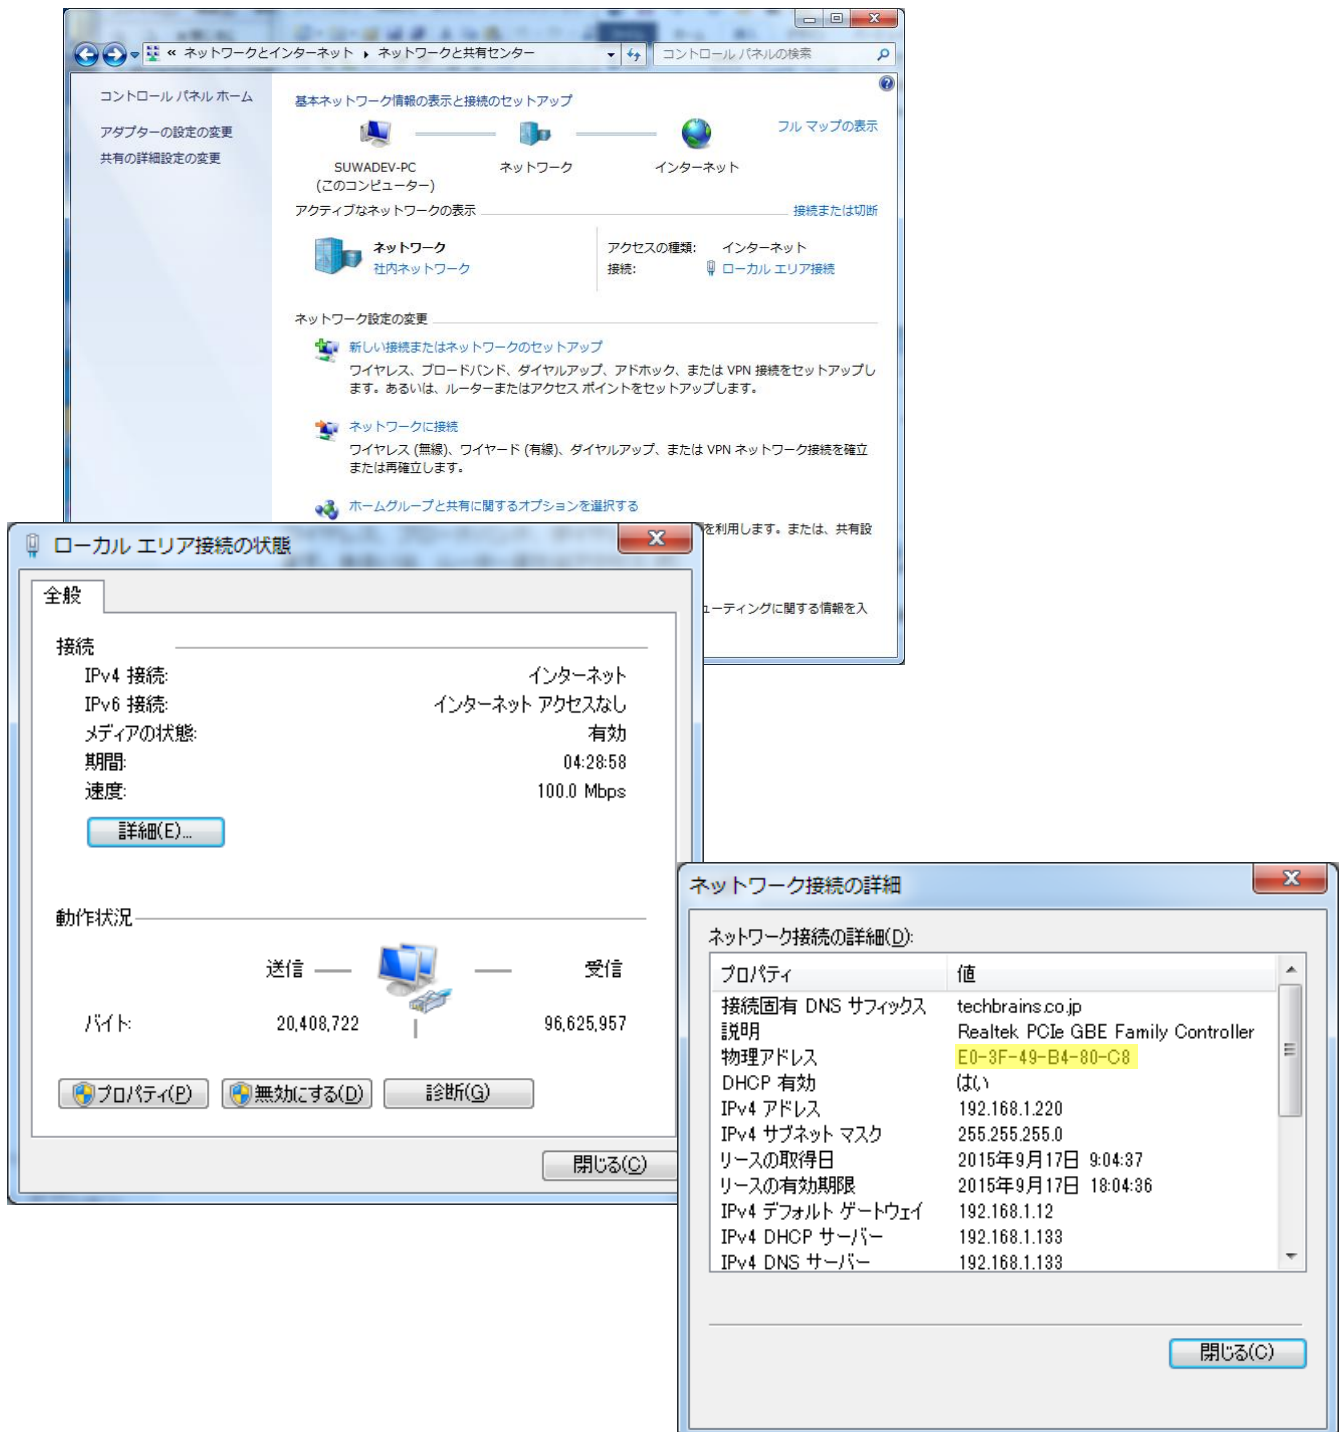 « ネットワークとインターネット ▸ ネットワークと共有センター
コントロール パネルの検索
コントロール パネル ホーム
アダプターの設定の変更
共有の詳細設定の変更
基本ネットワーク情報の表示と接続のセットアップ
フル マップの表示
SUWADEV-PC
(このコンピューター)
ネットワーク
インターネット
アクティブなネットワークの表示
接続または切断
ネットワーク
社内ネットワーク
アクセスの種類: インターネット
接続: ローカル エリア接続
ネットワーク設定の変更
新しい接続またはネットワークのセットアップ
ワイヤレス、ブロードバンド、ダイヤルアップ、アドホック、または VPN 接続をセットアップし
ます。あるいは、ルーターまたはアクセス ポイントをセットアップします。
ネットワークに接続
ワイヤレス (無線)、ワイヤード (有線)、ダイヤルアップ、または VPN ネットワーク接続を確立
または再確立します。
ホームグループと共有に関するオプションを選択する
を利用します。または、共有設
ューティングに関する情報を入
ローカル エリア接続の状態
全般
接続
IPv4 接続: インターネット
IPv6 接続: インターネット アクセスなし
メディアの状態: 有効
期間: 04:28:58
速度: 100.0 Mbps
詳細(E)...
動作状況
送信 受信
バイト: 20,408,722 96,625,957
プロパティ(P) 無効にする(D) 診断(G)
閉じる(C)
ネットワーク接続の詳細
ネットワーク接続の詳細(D):
プロパティ 値
接続固有 DNS サフィックス techbrains.co.jp
説明 Realtek PCIe GBE Family Controller
物理アドレス E0-3F-49-B4-80-C8
DHCP 有効 はい
IPv4 アドレス 192.168.1.220
IPv4 サブネット マスク 255.255.255.0
リースの取得日 2015年9月17日 9:04:37
リースの有効期限 2015年9月17日 18:04:36
IPv4 デフォルト ゲートウェイ 192.168.1.12
IPv4 DHCP サーバー 192.168.1.133
IPv4 DNS サーバー 192.168.1.133
閉じる(C)